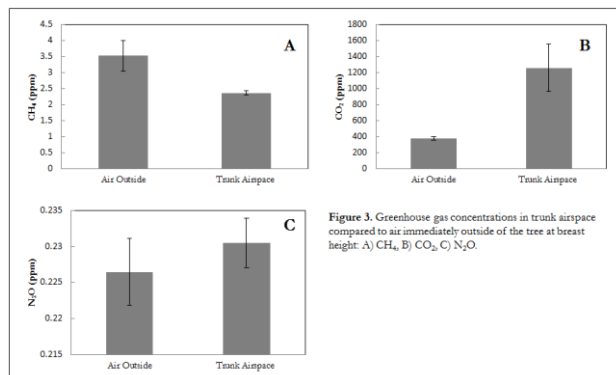 4.5
4
3.5
3
2.5
2
1.5
1
0.5
0
CH₄ (ppm)
A
Air Outside Trunk Airspace
1800
1600
1400
1200
1000
800
600
400
200
0
CO₂ (ppm)
B
Air Outside Trunk Airspace
0.235
0.23
0.225
0.22
0.215
N₂O (ppm)
C
Air Outside Trunk Airspace
Figure 3. Greenhouse gas concentrations in trunk airspace
compared to air immediately outside of the tree at breast
height: A) CH₄, B) CO₂, C) N₂O.